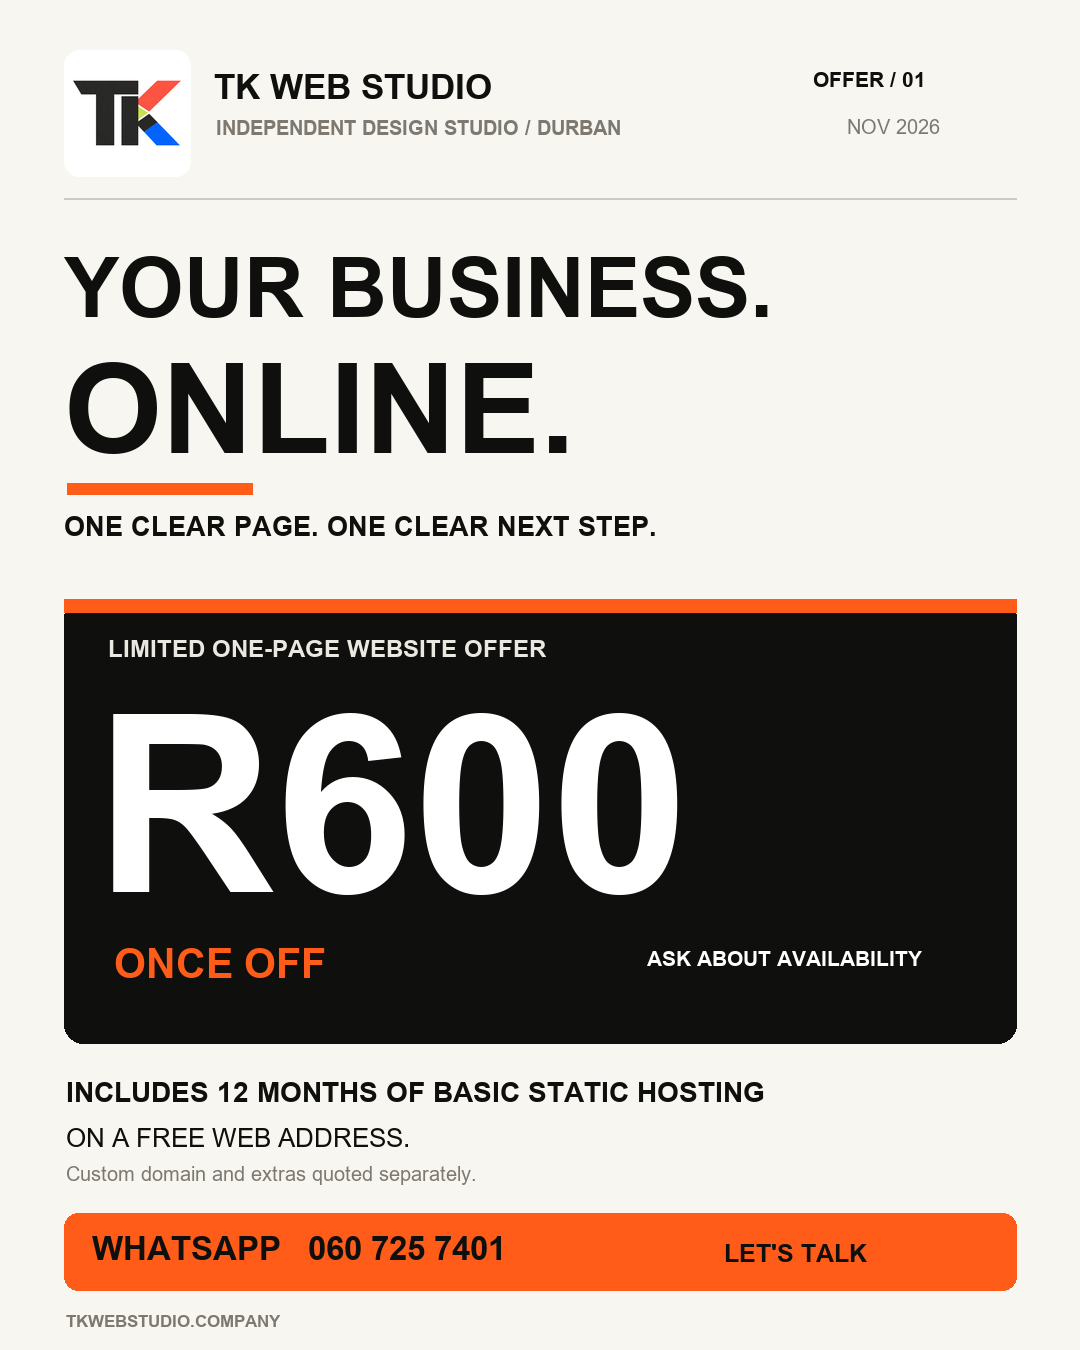 TK
TK WEB STUDIO
INDEPENDENT DESIGN STUDIO / DURBAN
OFFER / 01
NOV 2026
YOUR BUSINESS.
ONLINE.
ONE CLEAR PAGE. ONE CLEAR NEXT STEP.
LIMITED ONE-PAGE WEBSITE OFFER
R600
ONCE OFF
ASK ABOUT AVAILABILITY
INCLUDES 12 MONTHS OF BASIC STATIC HOSTING
ON A FREE WEB ADDRESS.
Custom domain and extras quoted separately.
WHATSAPP 060 725 7401
LET'S TALK
TKWEBSTUDIO.COMPANY